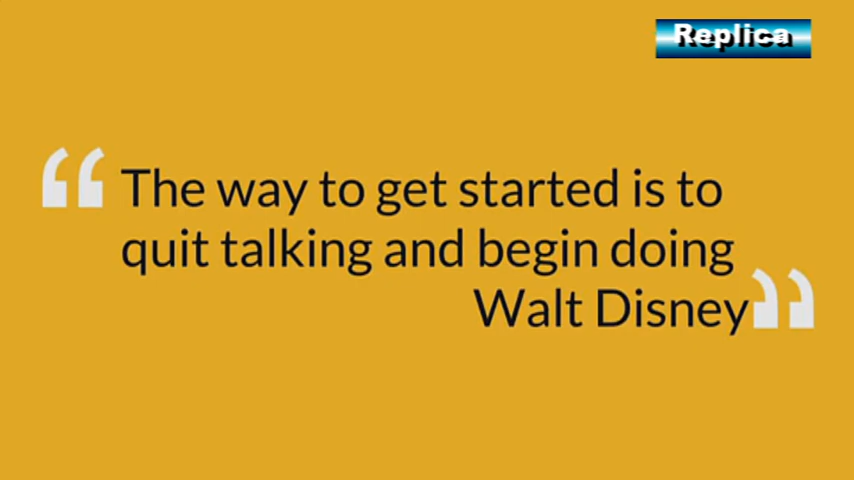 Replica
The way to get started is to
quit talking and begin doing
Walt Disney